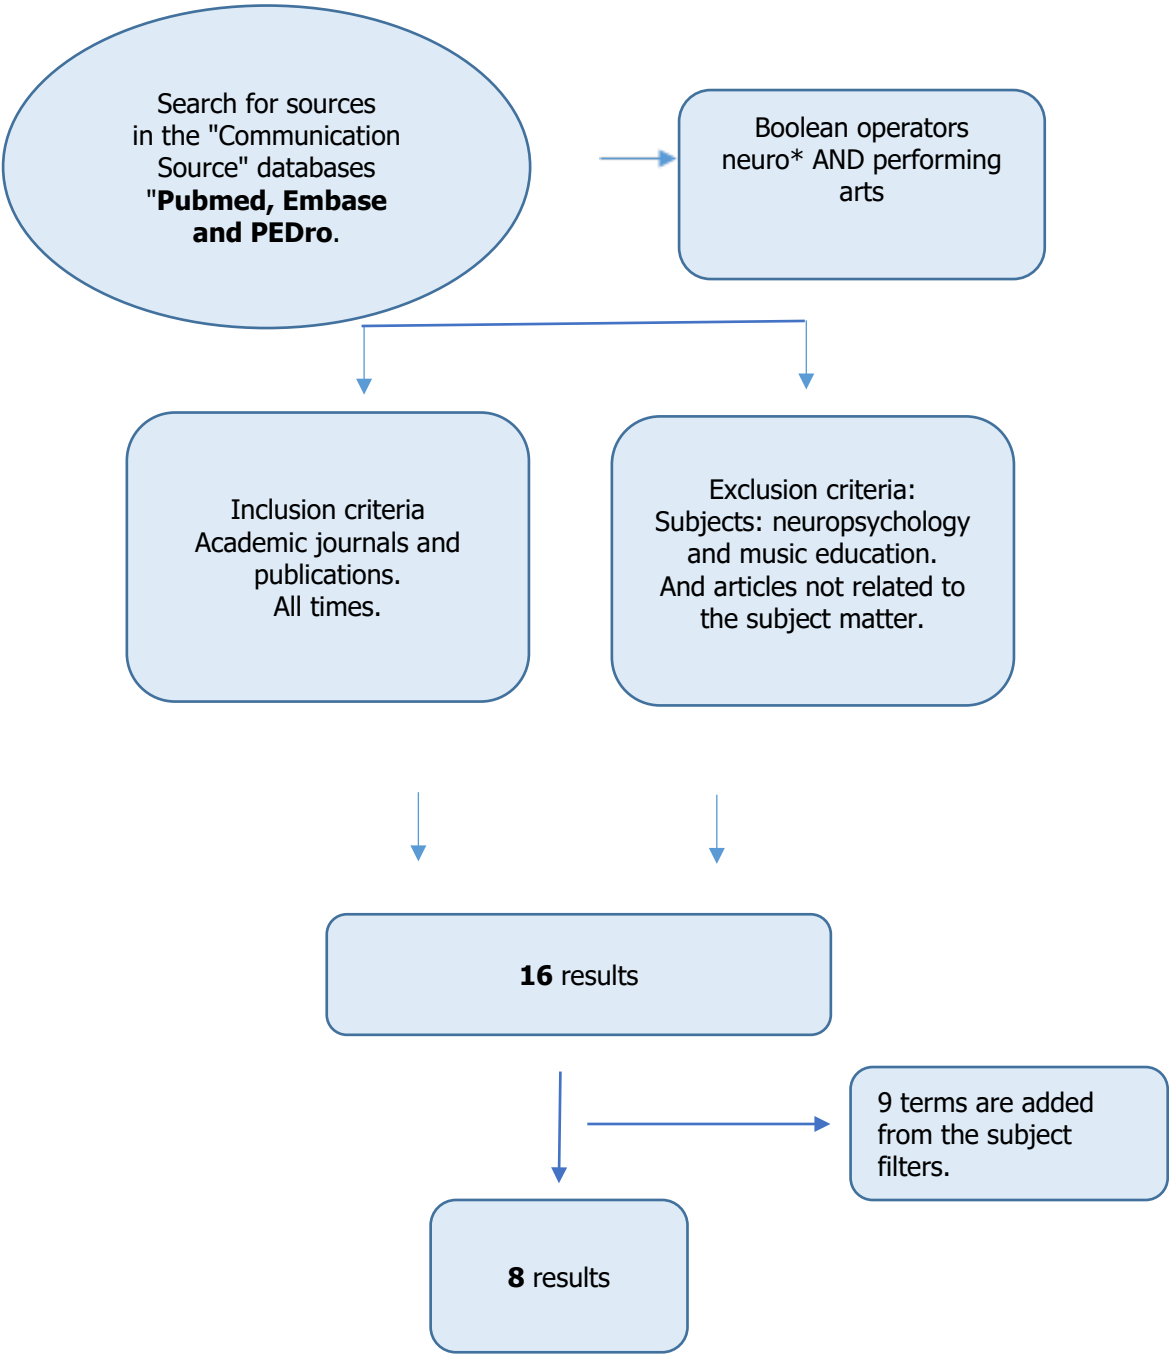 Search for sources
in the "Communication
Source" databases
"Pubmed, Embase
and PEDro.
Boolean operators
neuro* AND performing
arts
Inclusion criteria
Academic journals and
publications.
All times.
Exclusion criteria:
Subjects: neuropsychology
and music education.
And articles not related to
the subject matter.
16 results
9 terms are added
from the subject
filters.
8 results